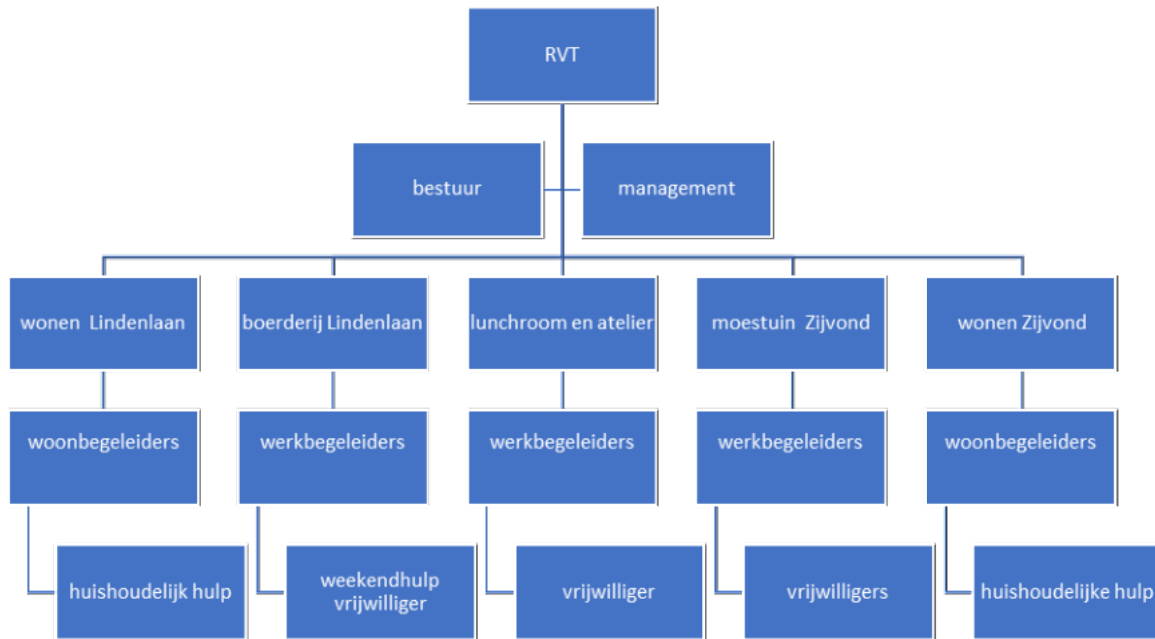 RVT
bestuur
management
wonen Lindenlaan
boerderij Lindenlaan
lunchroom en atelier
moestuin Zijvond
wonen Zijvond
woonbegeleiders
werkbegeleiders
werkbegeleiders
werkbegeleiders
woonbegeleiders
huishoudelijk hulp
weekendhulp
vrijwilliger
vrijwilliger
vrijwilligers
huishoudelijke hulp